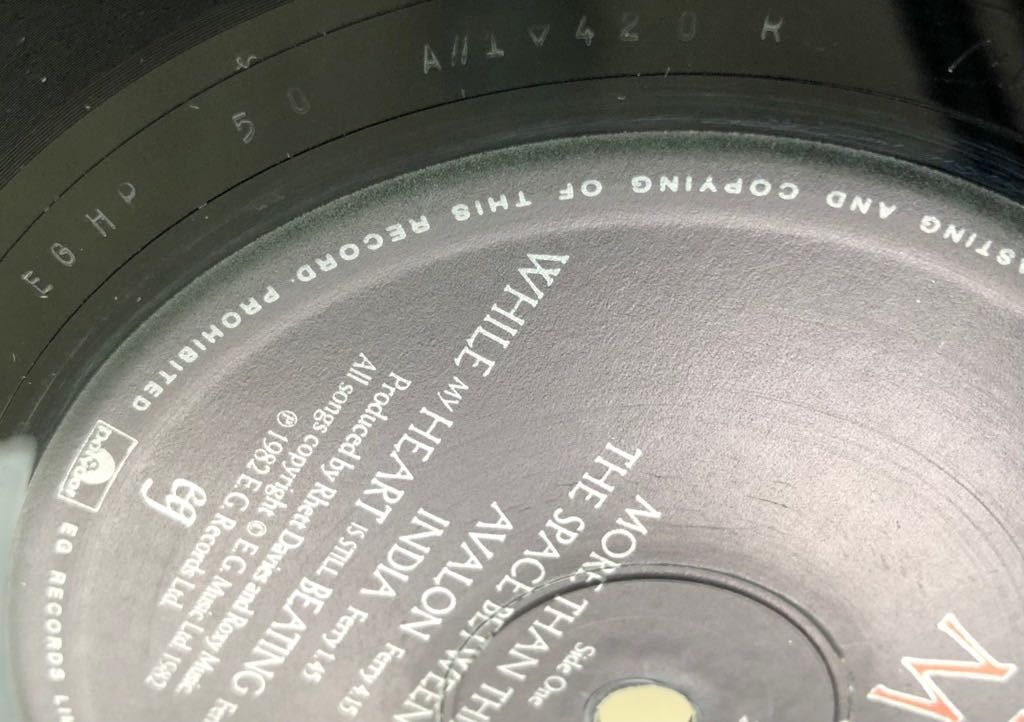 EGHP 50 A//1 ▽ 420 R
COPYING OF THIS RECORD. PROHIBITED
AND
polydor
EG RECORDS
Side One
MORE THAN
THE SPACE BETWEEN
AVALON Ferry 4.15
INDIA Ferry 1.45
WHILE MY HEART IS STILL BEATING
Produced by Rhett Davies and Roxy Music
All songs copyright © E.G. Music Ltd. 1982
℗ 1982 E.G. Records Ltd.
eg